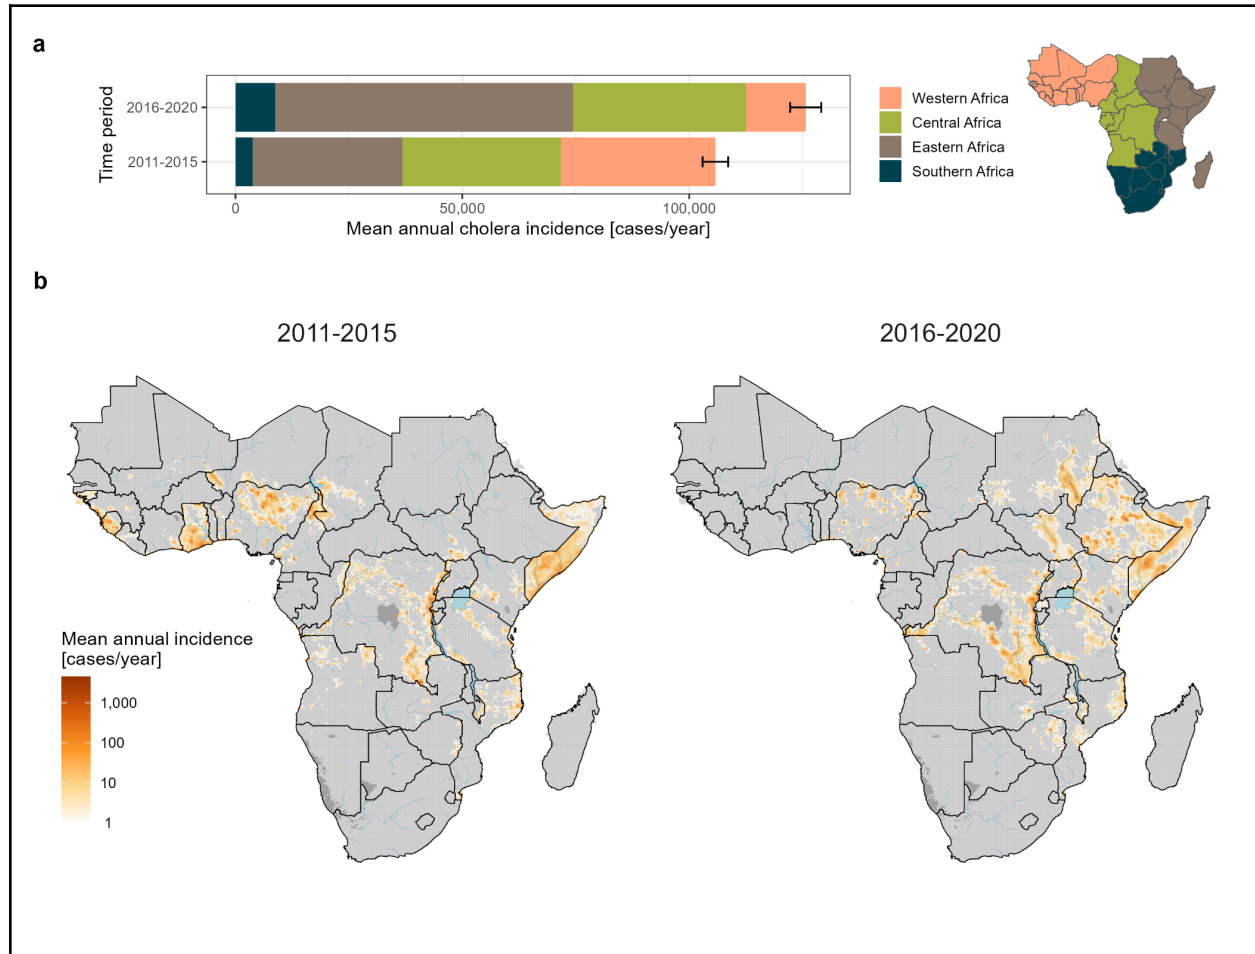 a
Time period
2016-2020
2011-2015
0
50,000
100,000
Mean annual cholera incidence [cases/year]
Western Africa
Central Africa
Eastern Africa
Southern Africa
b
2011-2015
2016-2020
Mean annual incidence
[cases/year]
1,000
100
10
1